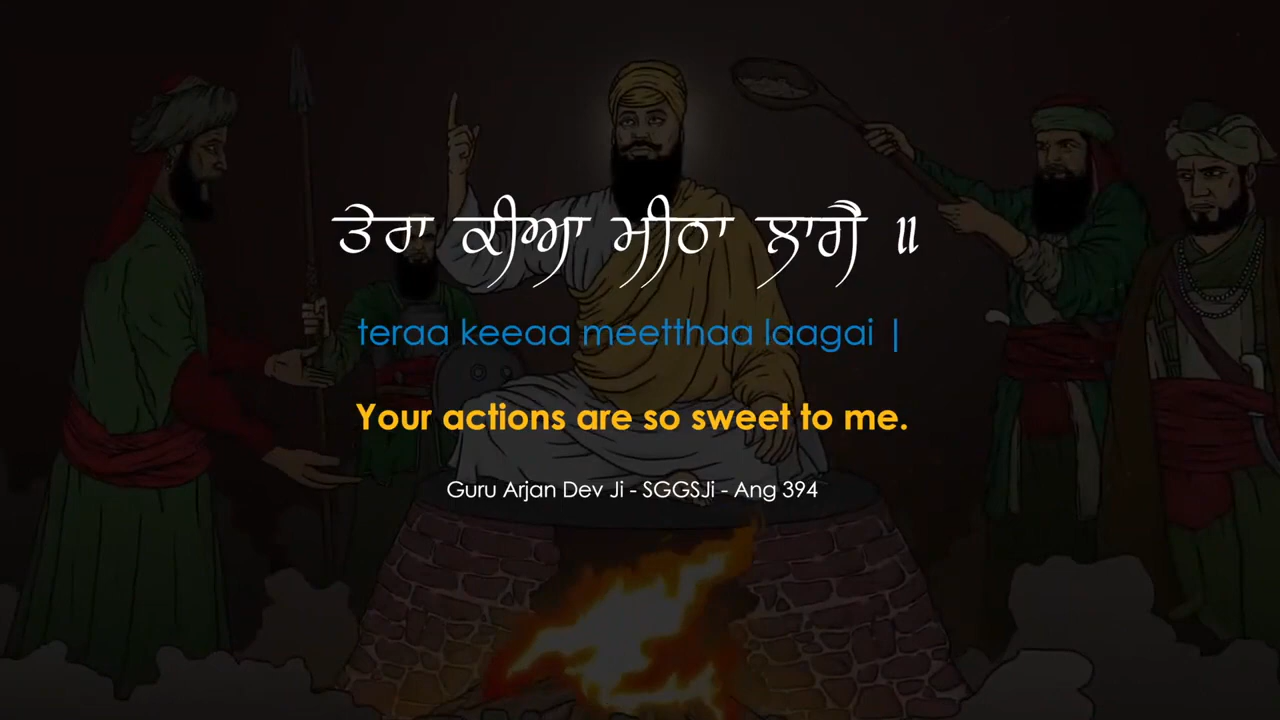 ਤੇਰਾ ਕੀਆ ਮੀਠਾ ਲਾਗੈ ॥
teraa keeaa meetthaa laagai |
Your actions are so sweet to me.
Guru Arjan Dev Ji - SGGSJi - Ang 394